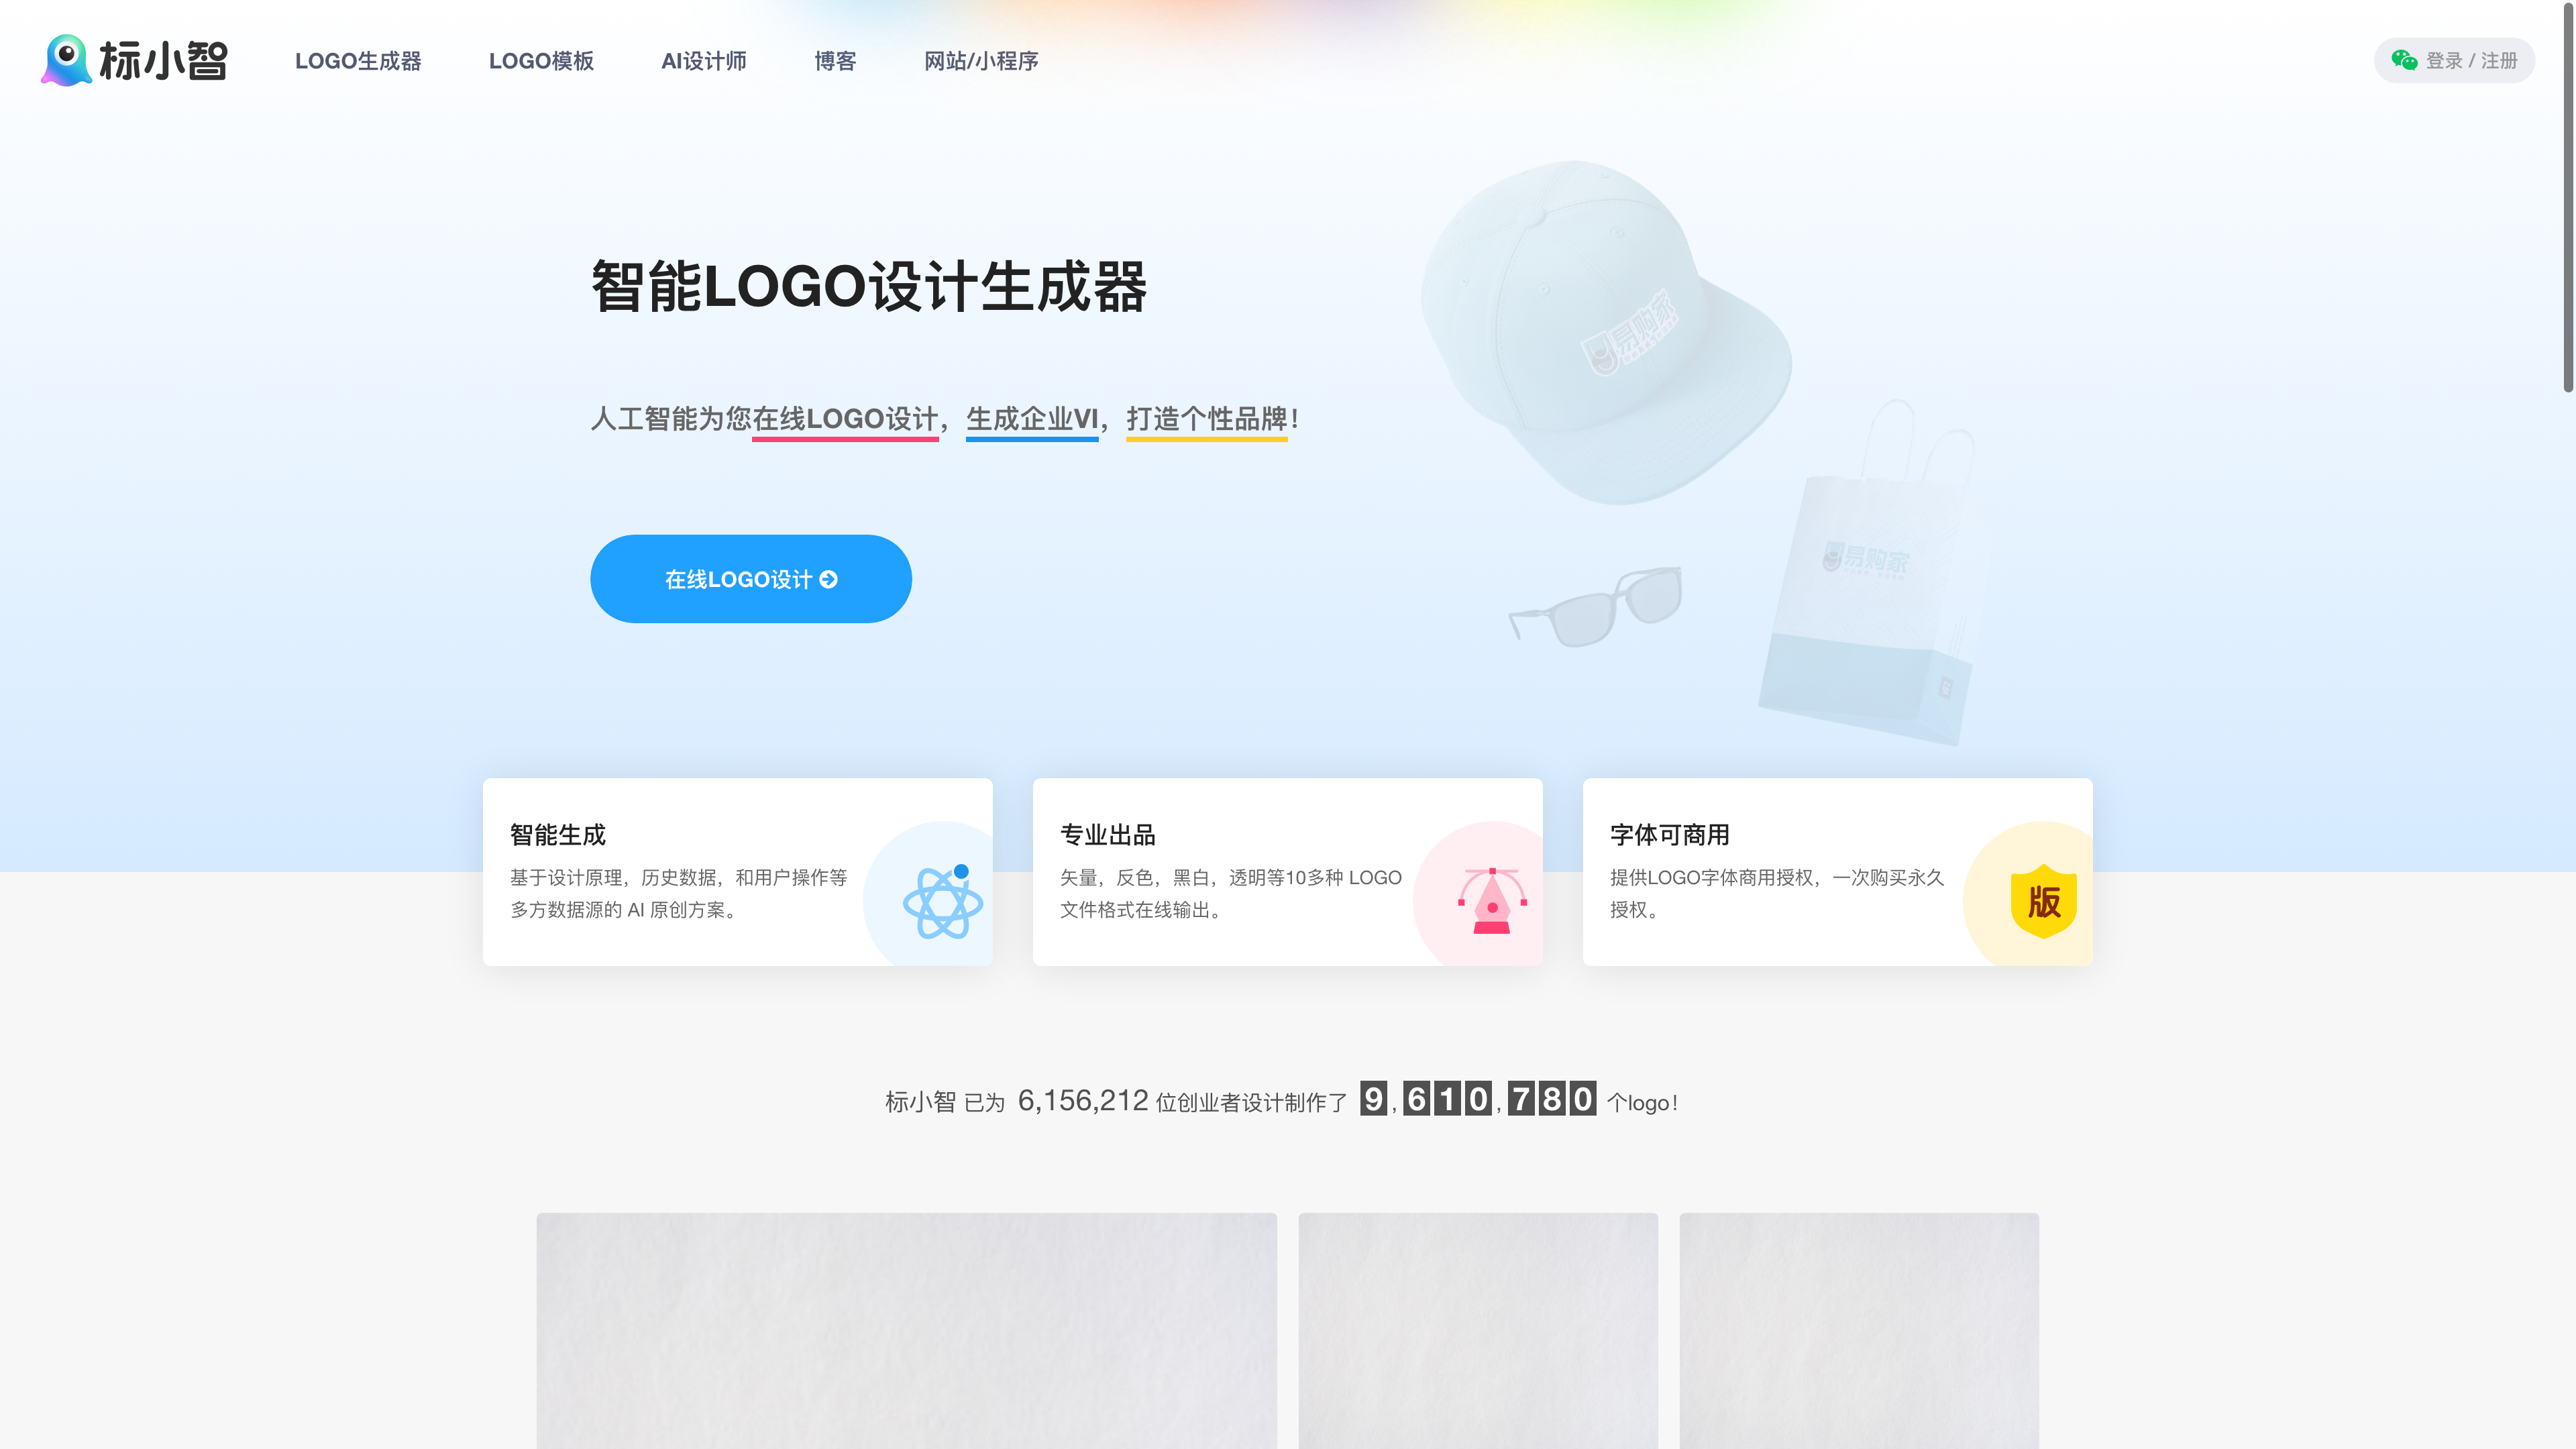 标小智
LOGO生成器
LOGO模板
AI设计师
博客
网站/小程序
登录 / 注册
智能LOGO设计生成器
人工智能为您在线LOGO设计，生成企业VI，打造个性品牌！
在线LOGO设计
易购家
易购家
智能生成
基于设计原理，历史数据，和用户操作等
多方数据源的 AI 原创方案。
专业出品
矢量，反色，黑白，透明等10多种 LOGO
文件格式在线输出。
字体可商用
提供LOGO字体商用授权，一次购买永久
授权。
版
标小智 已为 6,156,212 位创业者设计制作了 9,610,780 个logo！